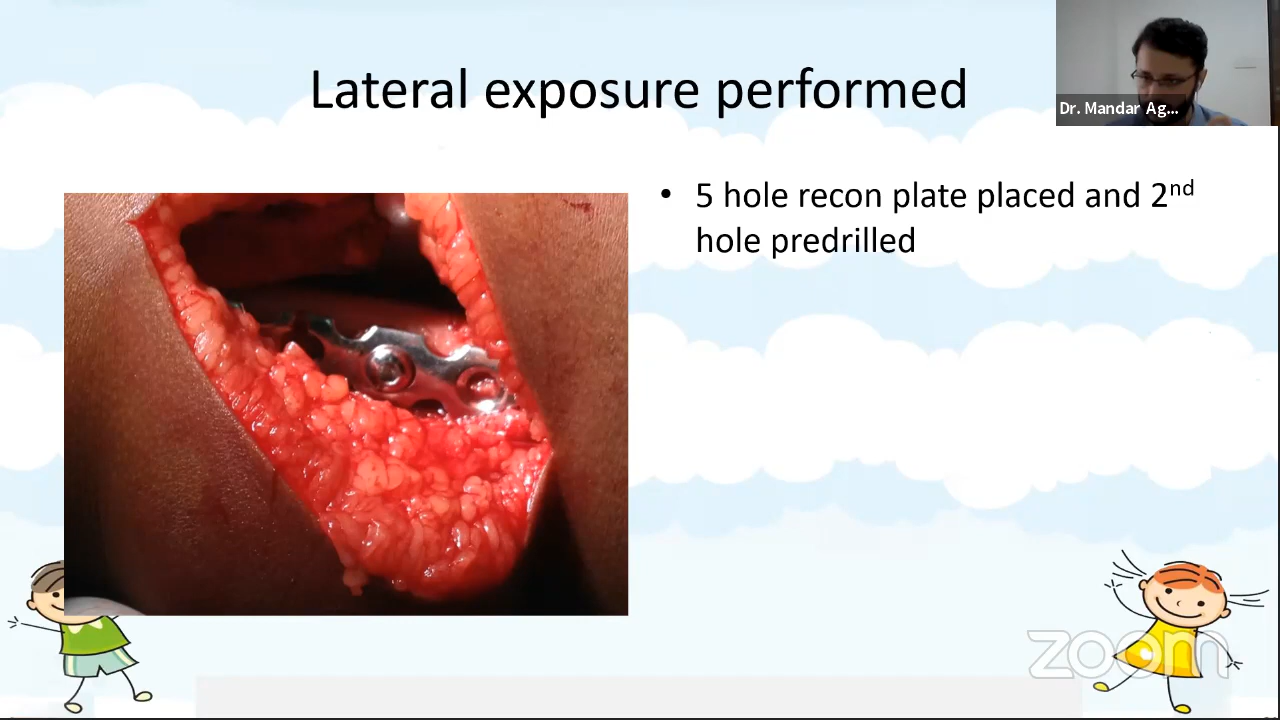 Lateral exposure performed
Dr. Mandar Ag...
• 5 hole recon plate placed and 2nd
hole predrilled
zoom